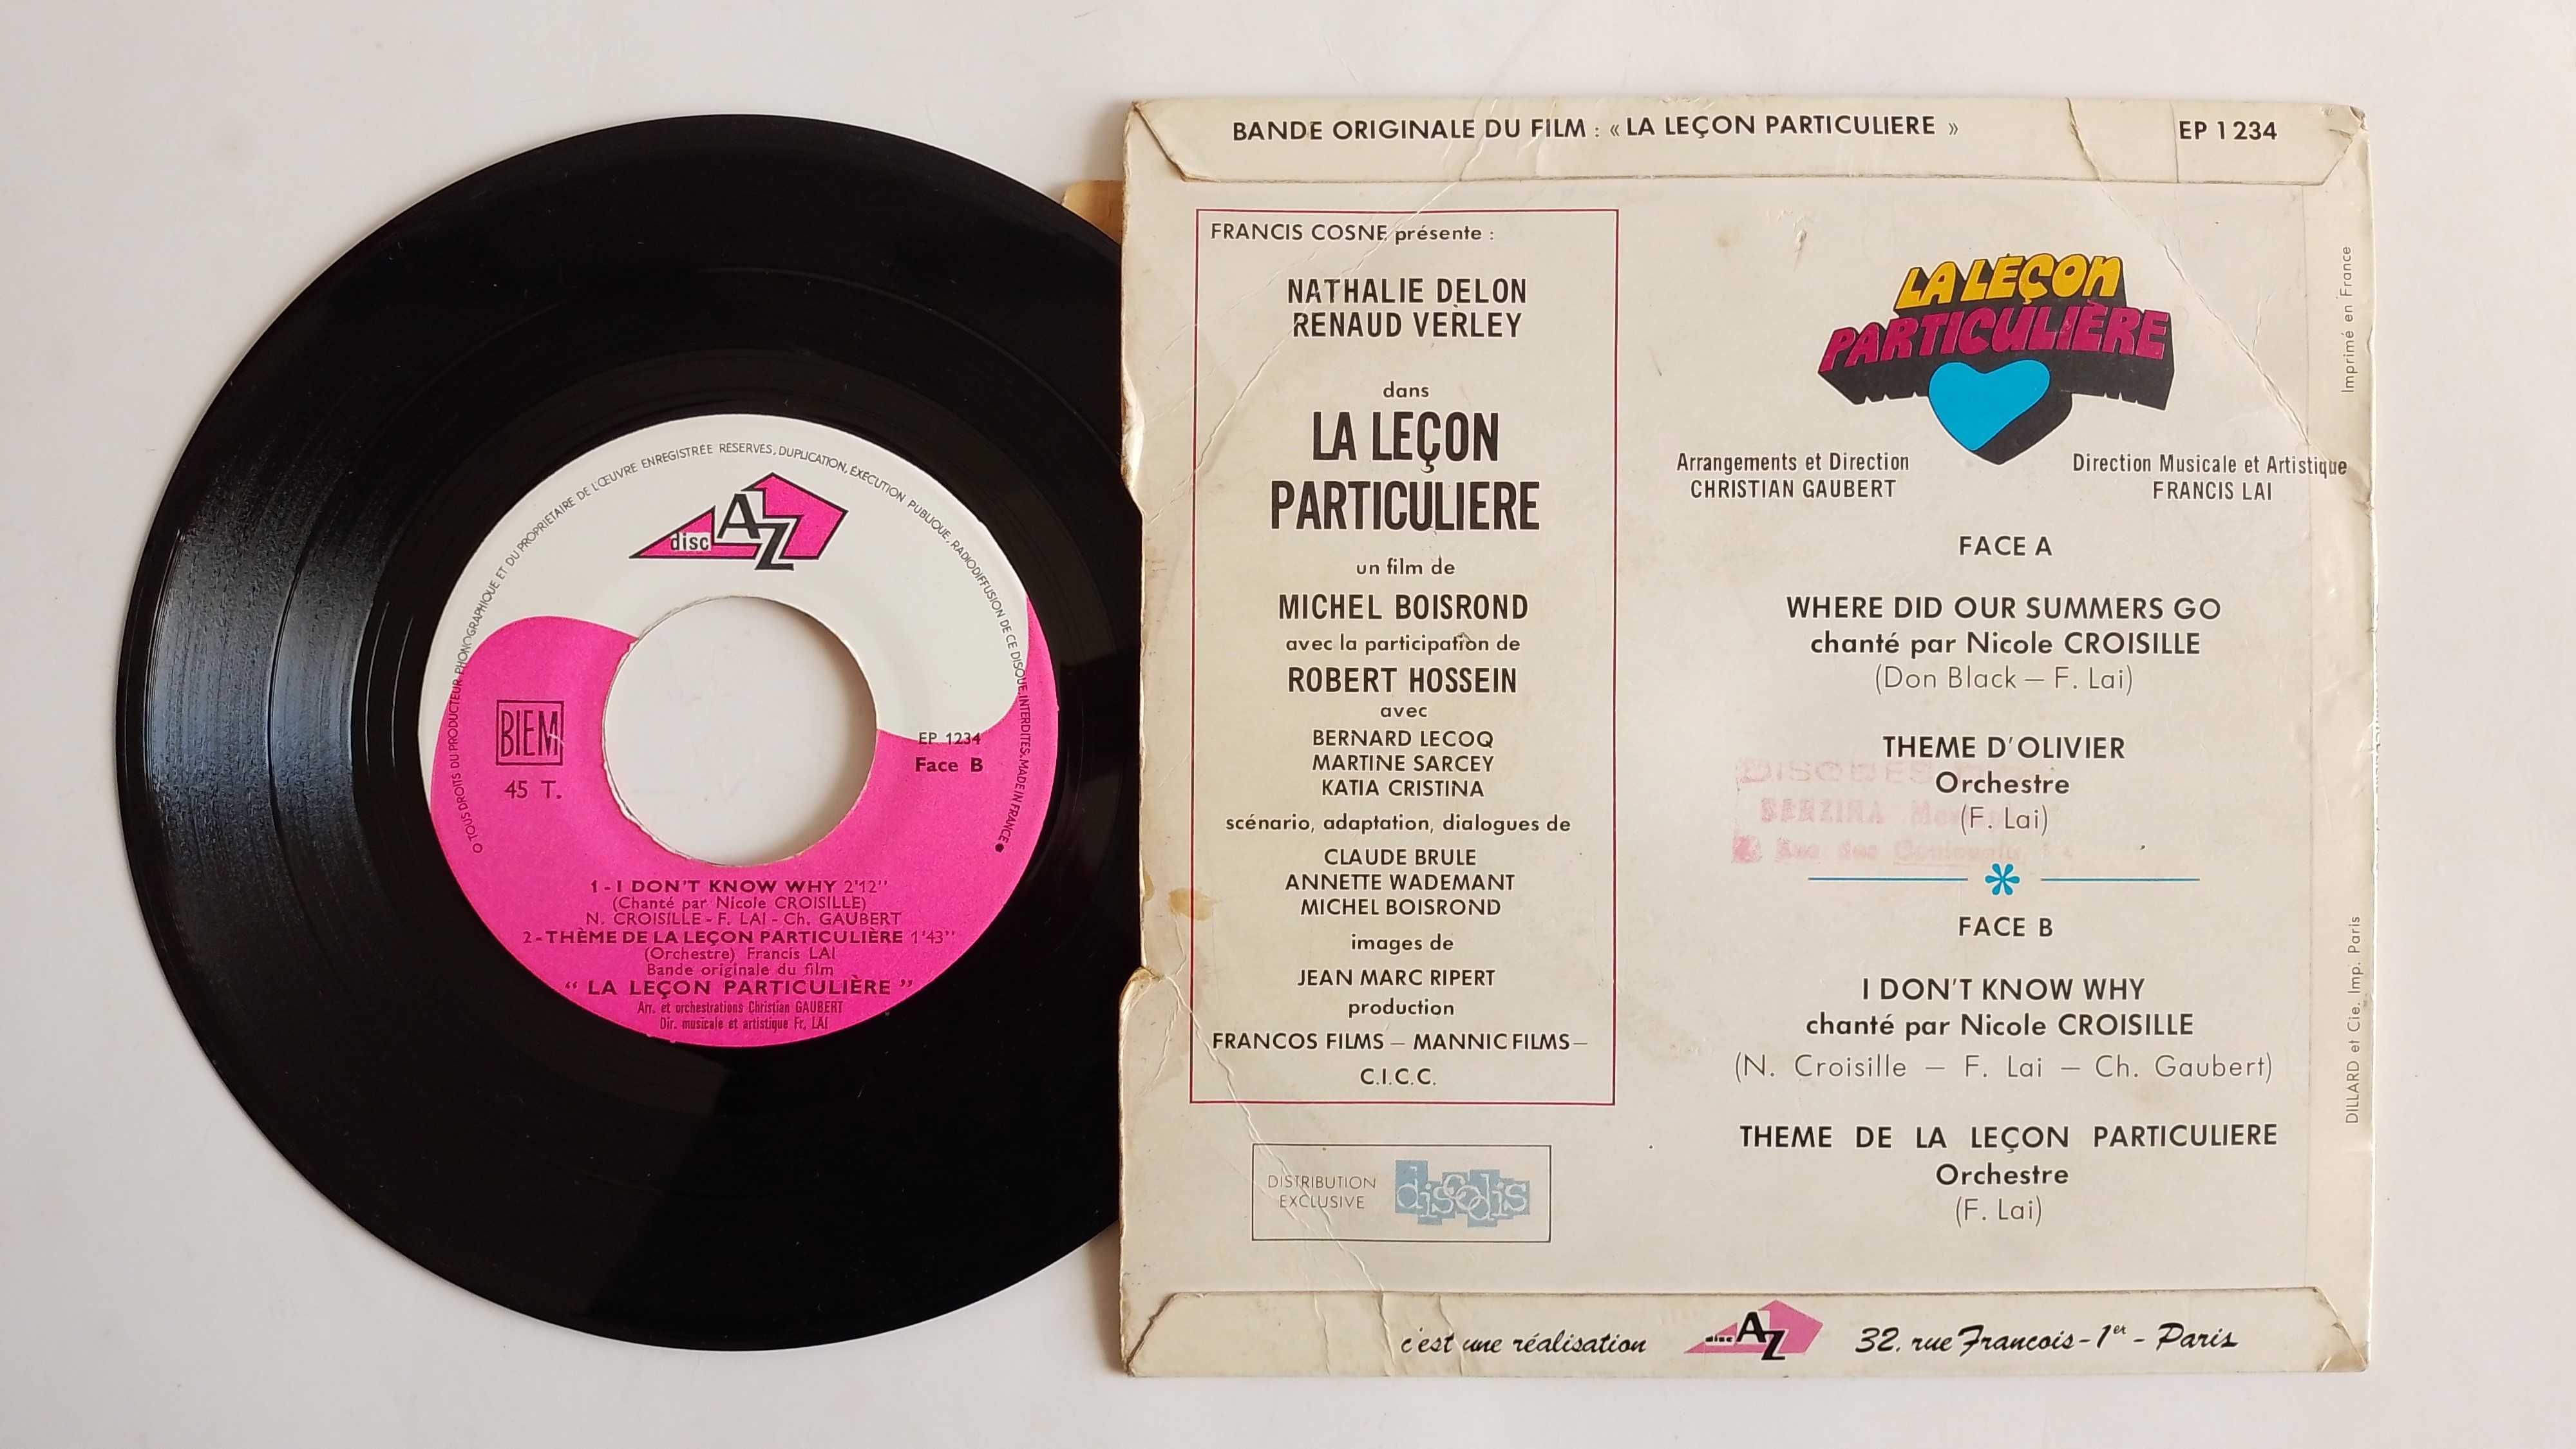 TOUS DROITS DU PRODUCTEUR PHONOGRAPHIQUE ET DU PROPRIÉTAIRE DE L'ŒUVRE ENREGISTRÉE RÉSERVÉS, DUPLICATION, EXÉCUTION PUBLIQUE, RADIODIFFUSION DE CE DISQUE INTERDITES, MADE IN FRANCE
disc AZ
BIEM
45 T.
EP 1234
Face B
1 - I DON'T KNOW WHY 2'12''
(Chanté par Nicole CROISILLE)
N. CROISILLE - F. LAI - Ch. GAUBERT
2 - THÈME DE LA LEÇON PARTICULIÈRE 1'43''
(Orchestre) Francis LAI
Bande originale du film
“ LA LEÇON PARTICULIÈRE ”
Arr. et orchestrations Christian GAUBERT
Dir. musicale et artistique Fr. LAI
BANDE ORIGINALE DU FILM : « LA LEÇON PARTICULIERE »
EP 1234
FRANCIS COSNE présente :
NATHALIE DELON
RENAUD VERLEY
dans
LA LEÇON
PARTICULIERE
un film de
MICHEL BOISROND
avec la participation de
ROBERT HOSSEIN
avec
BERNARD LECOQ
MARTINE SARCEY
KATIA CRISTINA
scénario, adaptation, dialogues de
CLAUDE BRULE
ANNETTE WADEMANT
MICHEL BOISROND
images de
JEAN MARC RIPERT
production
FRANCOS FILMS – MANNIC FILMS –
C.I.C.C.
DISTRIBUTION
EXCLUSIVE
discodis
LA LEÇON
PARTICULIÈRE
Arrangements et Direction
CHRISTIAN GAUBERT
Direction Musicale et Artistique
FRANCIS LAI
FACE A
WHERE DID OUR SUMMERS GO
chanté par Nicole CROISILLE
(Don Black – F. Lai)
THEME D'OLIVIER
Orchestre
(F. Lai)
DISQUES
FACE B
I DON'T KNOW WHY
chanté par Nicole CROISILLE
(N. Croisille – F. Lai – Ch. Gaubert)
THEME DE LA LEÇON PARTICULIERE
Orchestre
(F. Lai)
Imprimé en France
DILLARD et Cie. Imp. Paris
c'est une réalisation
disc AZ
32, rue Francois-1er - Paris